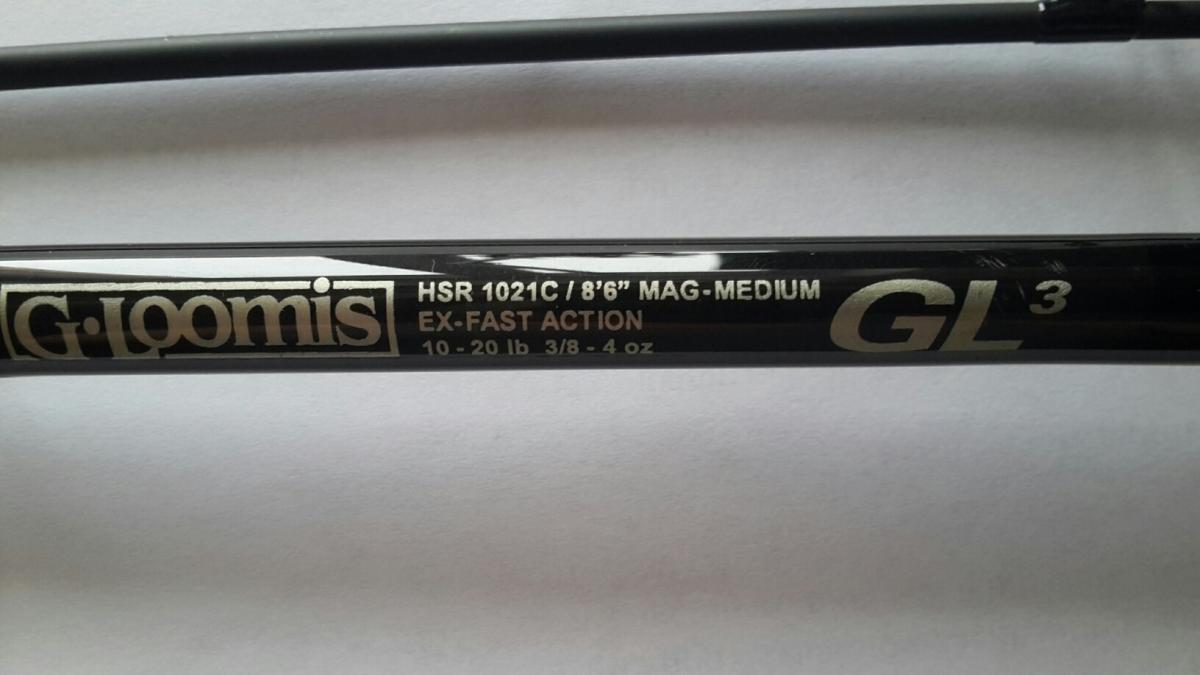 G·Loomis
HSR 1021C / 8'6" MAG-MEDIUM
EX-FAST ACTION
10 - 20 lb 3/8 - 4 oz
GL3